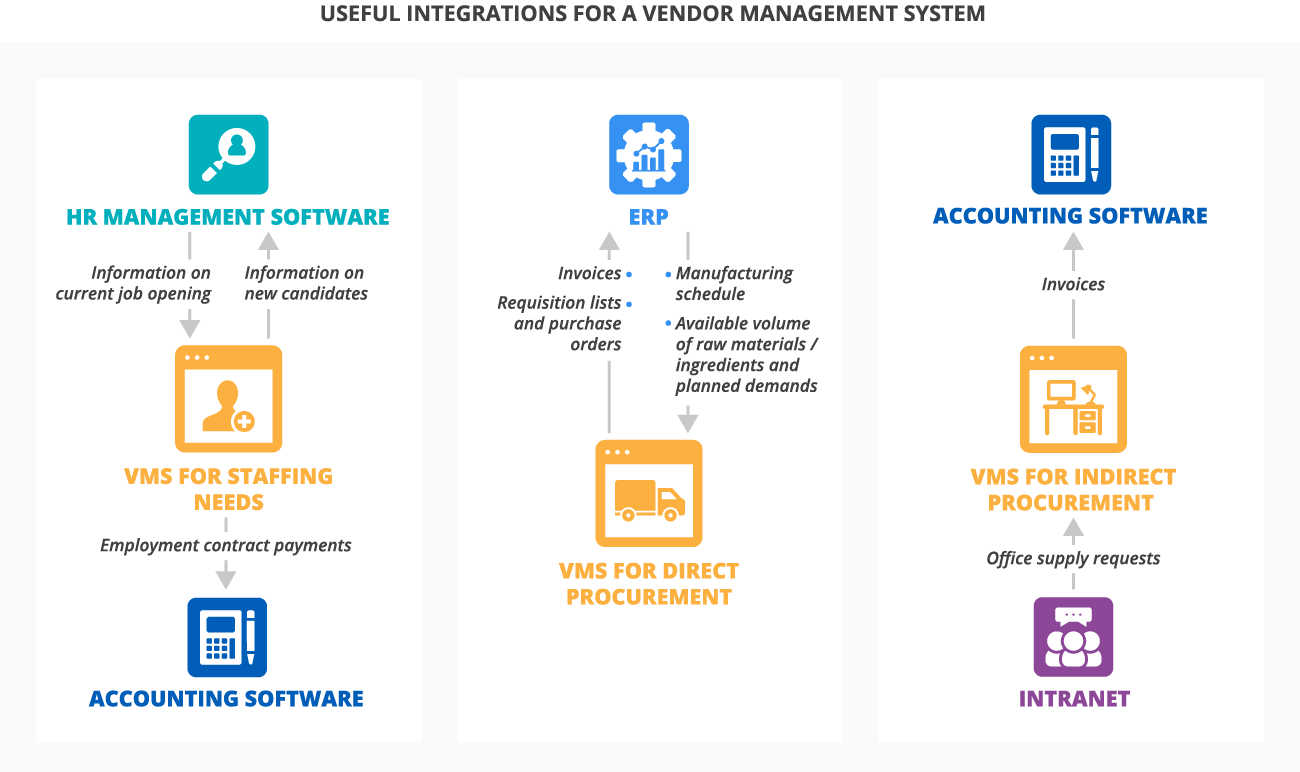 USEFUL INTEGRATIONS FOR A VENDOR MANAGEMENT SYSTEM
HR MANAGEMENT SOFTWARE
Information on
current job opening
Information on
new candidates
VMS FOR STAFFING
NEEDS
Employment contract payments
ACCOUNTING SOFTWARE
ERP
Invoices •
Requisition lists •
and purchase
orders
• Manufacturing
schedule
• Available volume
of raw materials /
ingredients and
planned demands
VMS FOR DIRECT
PROCUREMENT
ACCOUNTING SOFTWARE
Invoices
VMS FOR INDIRECT
PROCUREMENT
Office supply requests
INTRANET